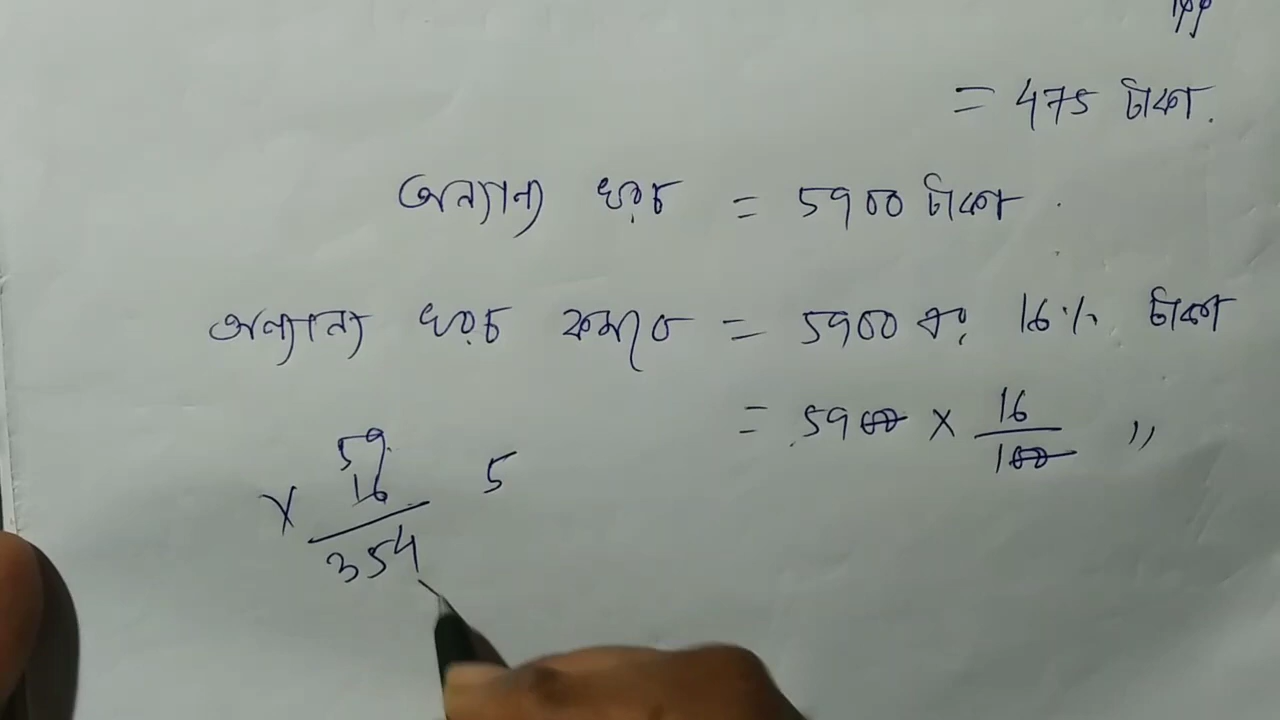 = 475 টাকা.
অন্যান্য খরচ = 5900 টাকা.
অন্যান্য খরচ কমাত = 5900 এর 16% টাকা
= 5900 × 16/100 ,,
59
× 16 5
354